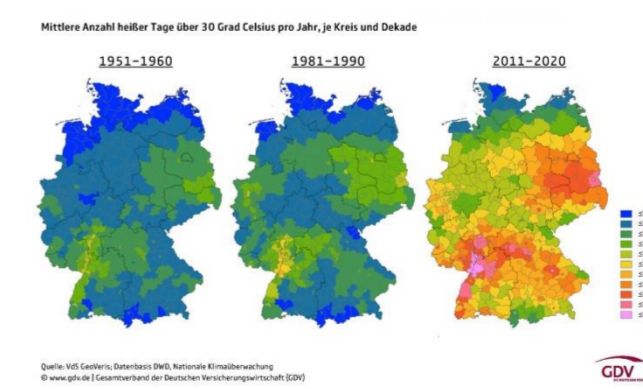 Mittlere Anzahl heißer Tage über 30 Grad Celsius pro Jahr, je Kreis und Dekade
1951-1960
1981-1990
2011-2020
Quelle: VdS GeoVeris; Datenbasis DWD, Nationale Klimaüberwachung
© www.gdv.de | Gesamtverband der Deutschen Versicherungswirtschaft (GDV)
GDV